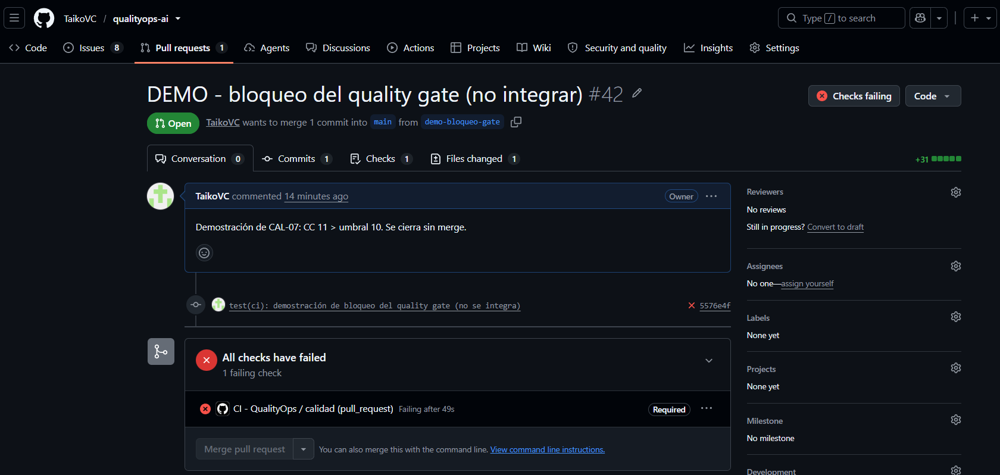 TaikoVC / qualityops-ai
Type / to search
Code
Issues 8
Pull requests 1
Agents
Discussions
Actions
Projects
Wiki
Security and quality
Insights
Settings
DEMO - bloqueo del quality gate (no integrar) #42
Checks failing
Code
Open
TaikoVC wants to merge 1 commit into main from demo-bloqueo-gate
Conversation 0
Commits 1
Checks 1
Files changed 1
+31
TaikoVC commented 14 minutes ago
Owner
Demostración de CAL-07: CC 11 > umbral 10. Se cierra sin merge.
test(ci): demostración de bloqueo del quality gate (no se integra)
5576e4f
All checks have failed
1 failing check
CI - QualityOps / calidad (pull_request) Failing after 49s
Required
Merge pull request
You can also merge this with the command line. View command line instructions.
Reviewers
No reviews
Still in progress? Convert to draft
Assignees
No one—assign yourself
Labels
None yet
Projects
None yet
Milestone
No milestone
Development